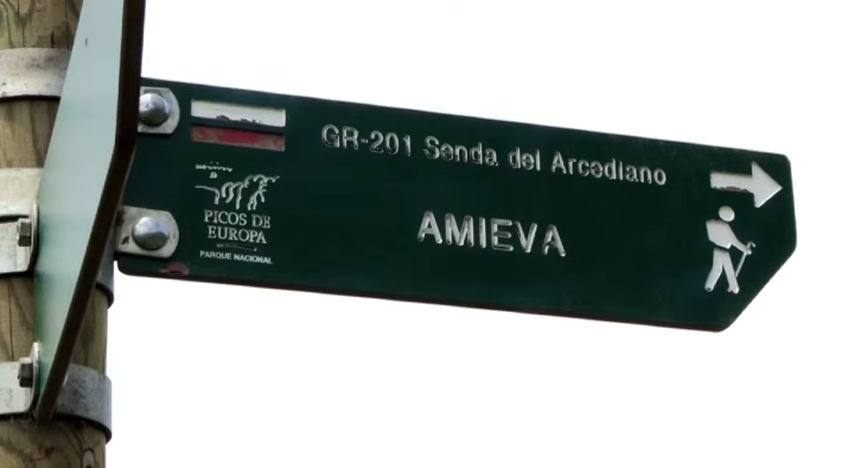 GR-201 Senda del Arcediano
AMIEVA
PICOS DE
EUROPA
PARQUE NACIONAL